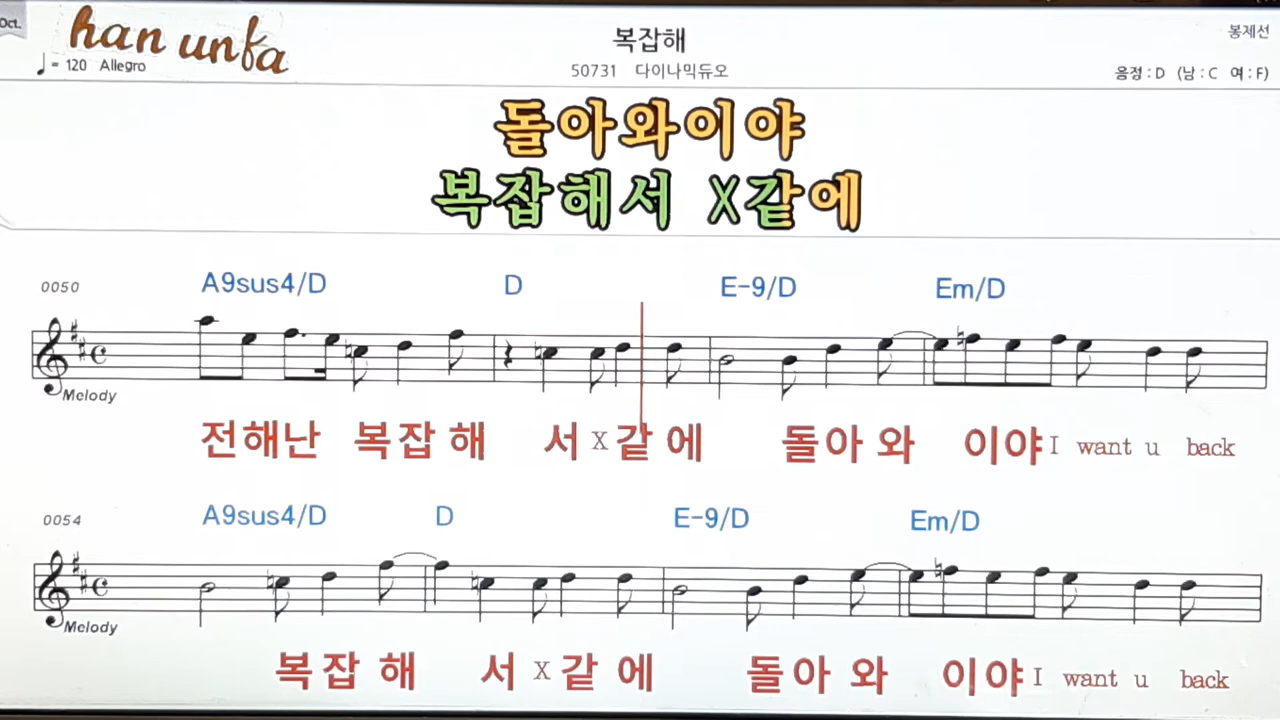 Oct.
han unfa
복잡해
봉제선
♩= 120 Allegro
50731 다이나믹듀오
음정 : D (남 : C 여 : F)
돌아와이야
복잡해서 X같에
0050
A9sus4/D D E-9/D Em/D
Melody
전해난 복잡해 서 X 같에 돌아와 이야 I want u back
0054
A9sus4/D D E-9/D Em/D
Melody
복잡해 서 X 같에 돌아와 이야 I want u back